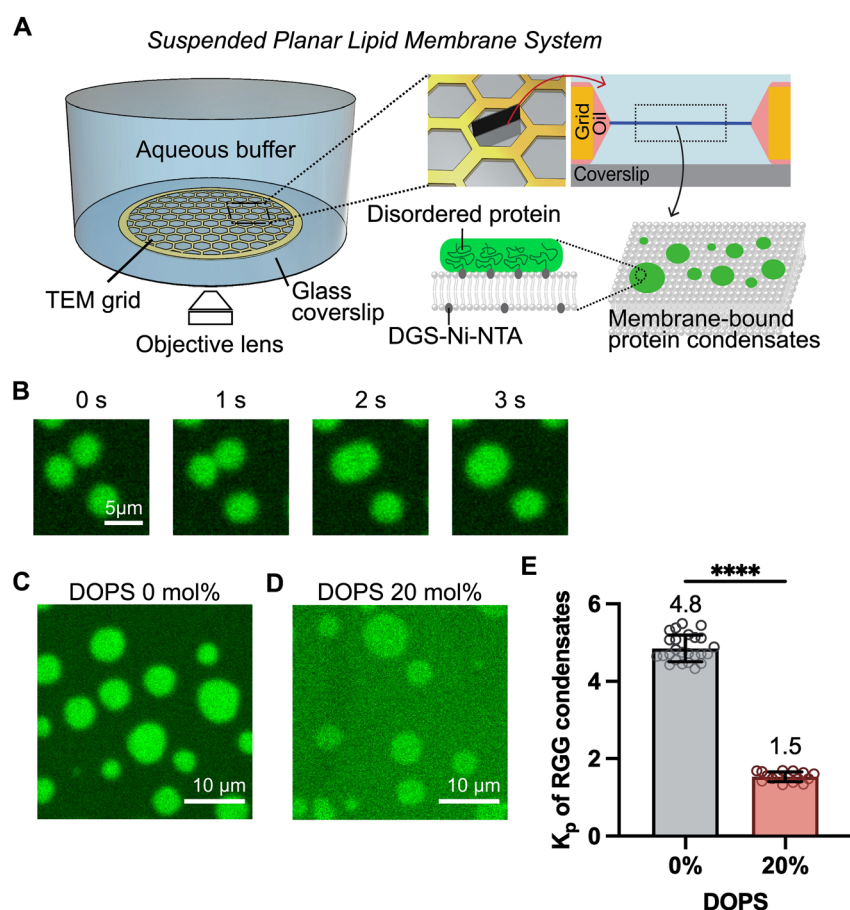 A
Suspended Planar Lipid Membrane System
Aqueous buffer
TEM grid
Glass
coverslip
Objective lens
Grid
Oil
Coverslip
Disordered protein
DGS-Ni-NTA
Membrane-bound
protein condensates
B
0 s
1 s
2 s
3 s
5µm
C
DOPS 0 mol%
10 µm
D
DOPS 20 mol%
10 µm
E
****
Kp of RGG condensates
6
4
2
0
4.8
1.5
0%
20%
DOPS